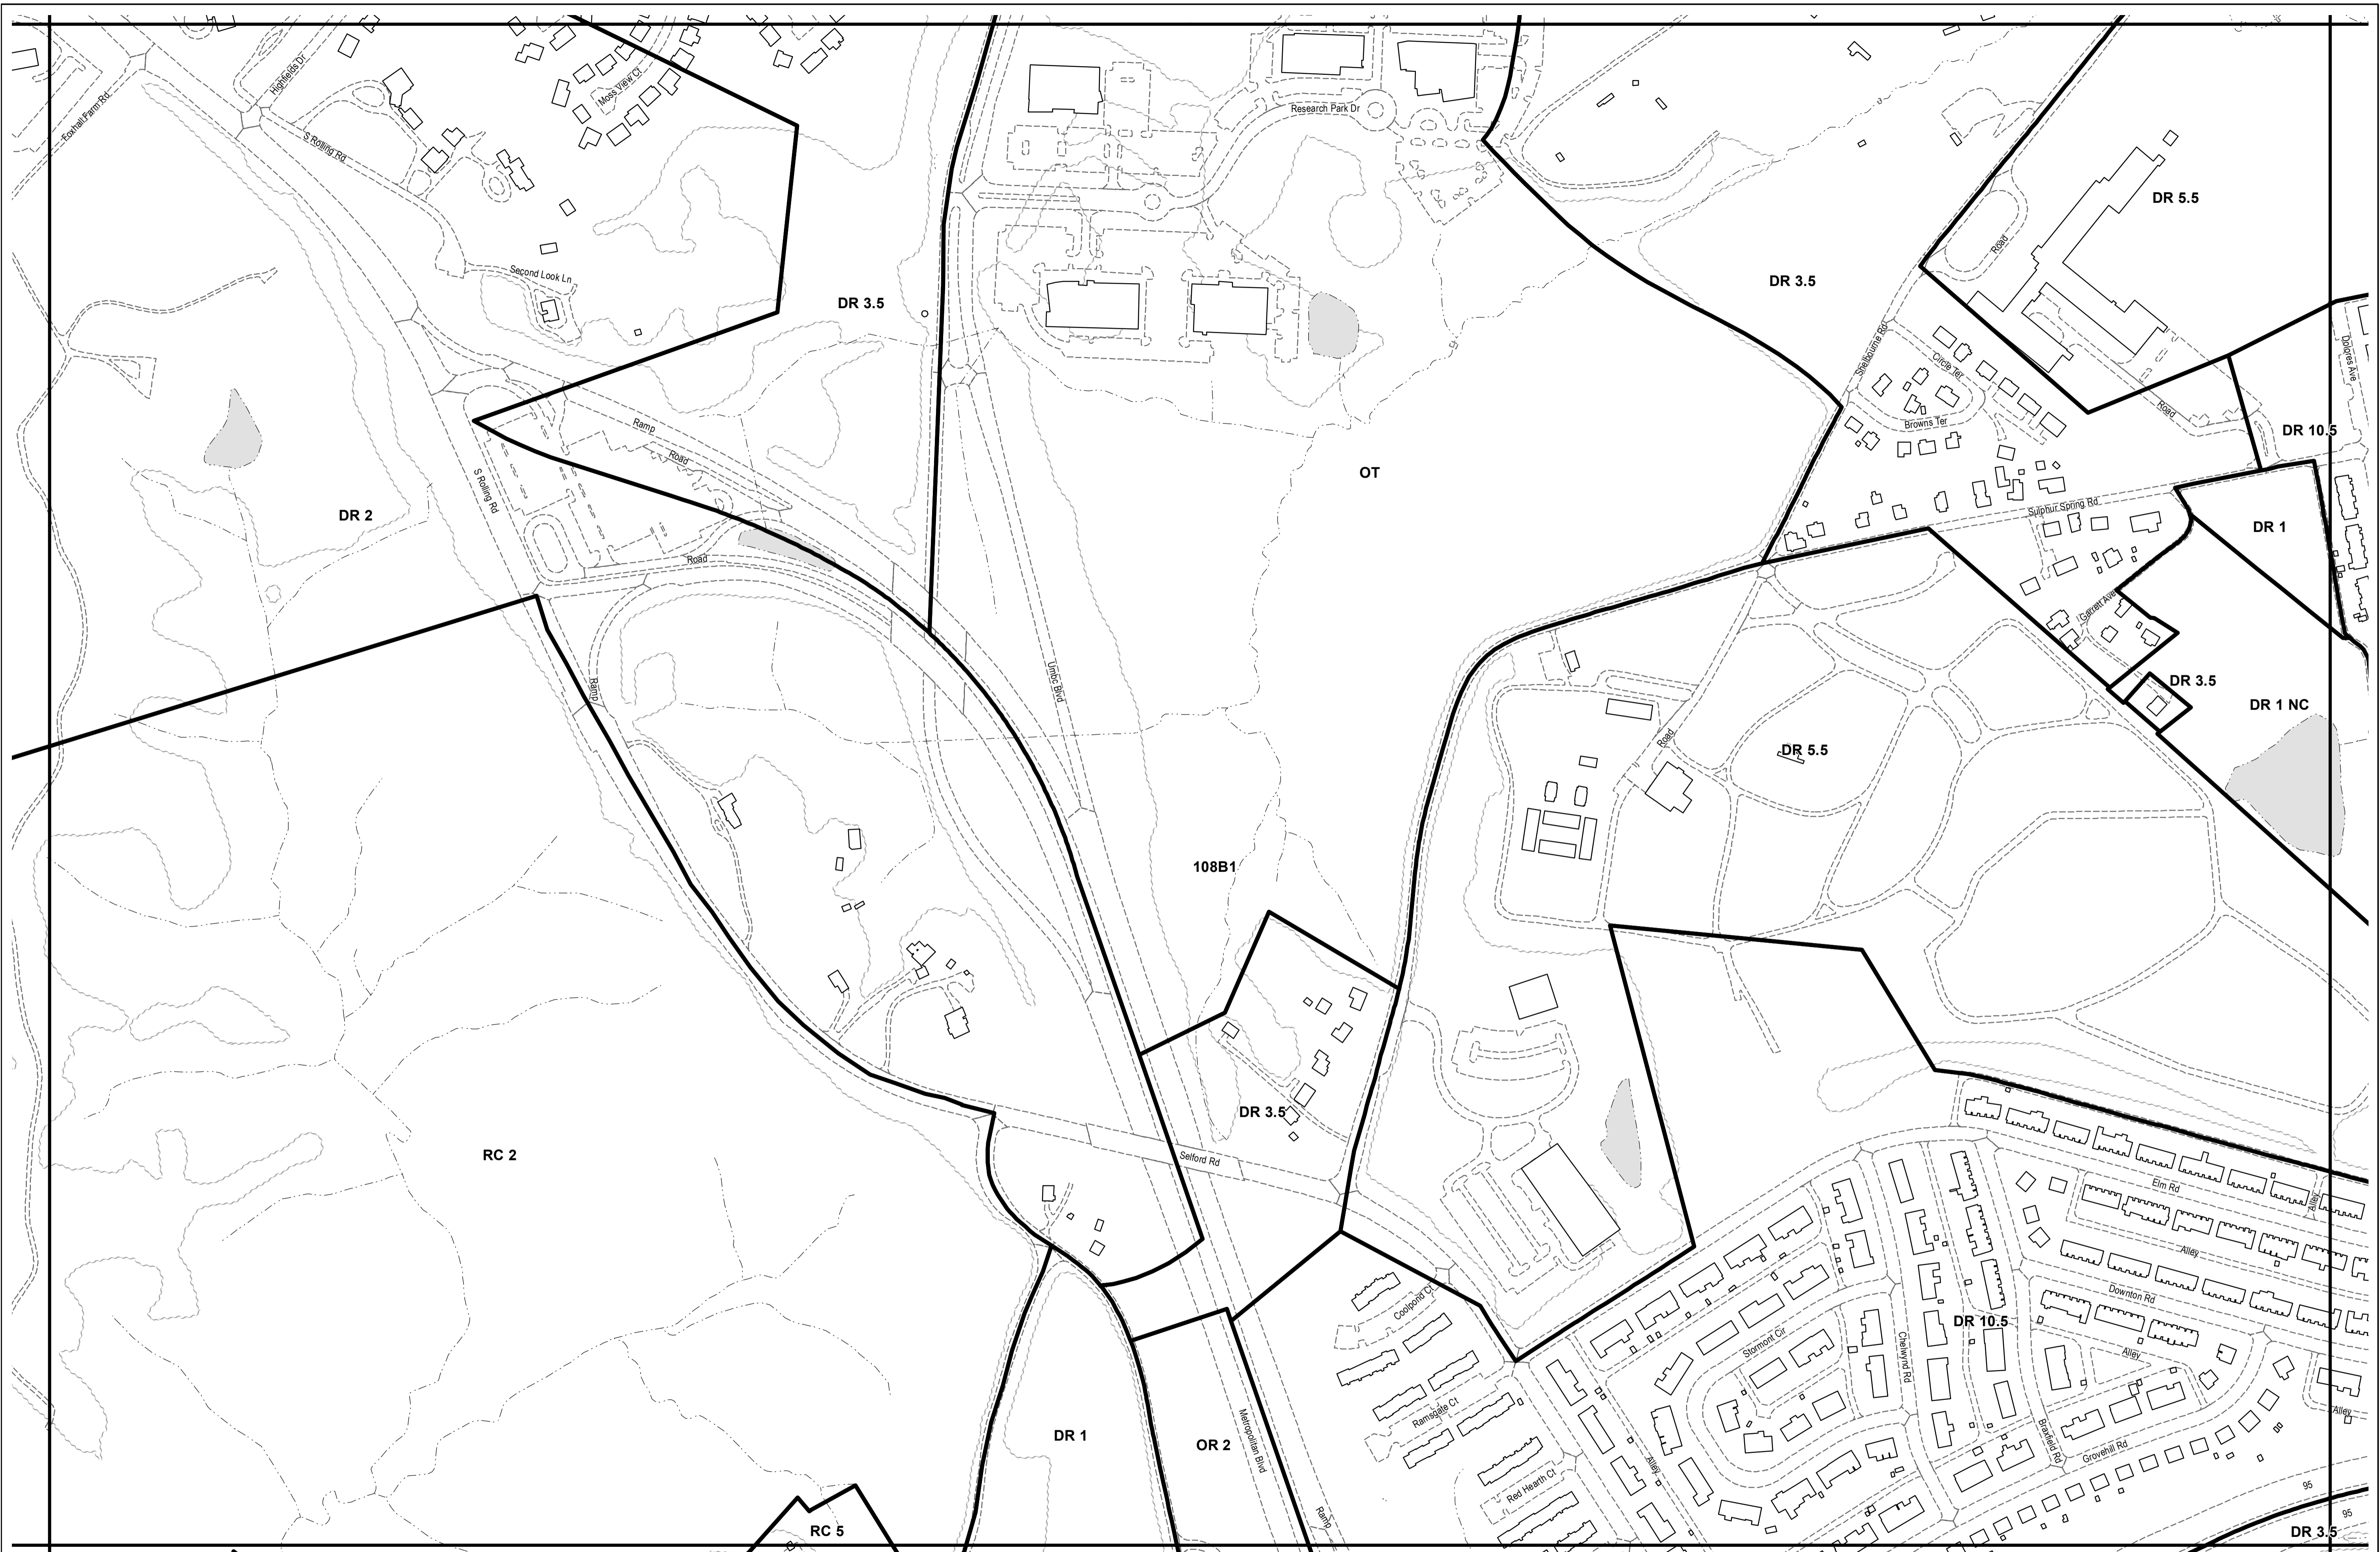 Highfields Dr
Moss View Ct
Foxhall Farm Rd
S Rolling Rd
Research Park Dr
DR 5.5
Road
Second Look Ln
DR 3.5
DR 3.5
Shelbourne Rd
Circle Ter
Dolores Ave
Ramp
Road
Browns Ter
Road
DR 10.5
OT
S Rolling Rd
Sulphur Spring Rd
DR 2
DR 1
Road
Garrett Ave
Ramp
Umbc Blvd
DR 3.5
DR 1 NC
Road
DR 5.5
108B1
DR 3.5
RC 2
Selford Rd
Elm Rd
Alley
Alley
Coolpond Ct
Downton Rd
DR 10.5
Stormont Cir
Chelwynd Rd
Alley
Ramsgate Ct
Alley
DR 1
OR 2
Metropolitan Blvd
Braxfield Rd
Grovehill Rd
Alley
Red Hearth Ct
95
95
Ramp
RC 5
DR 3.5